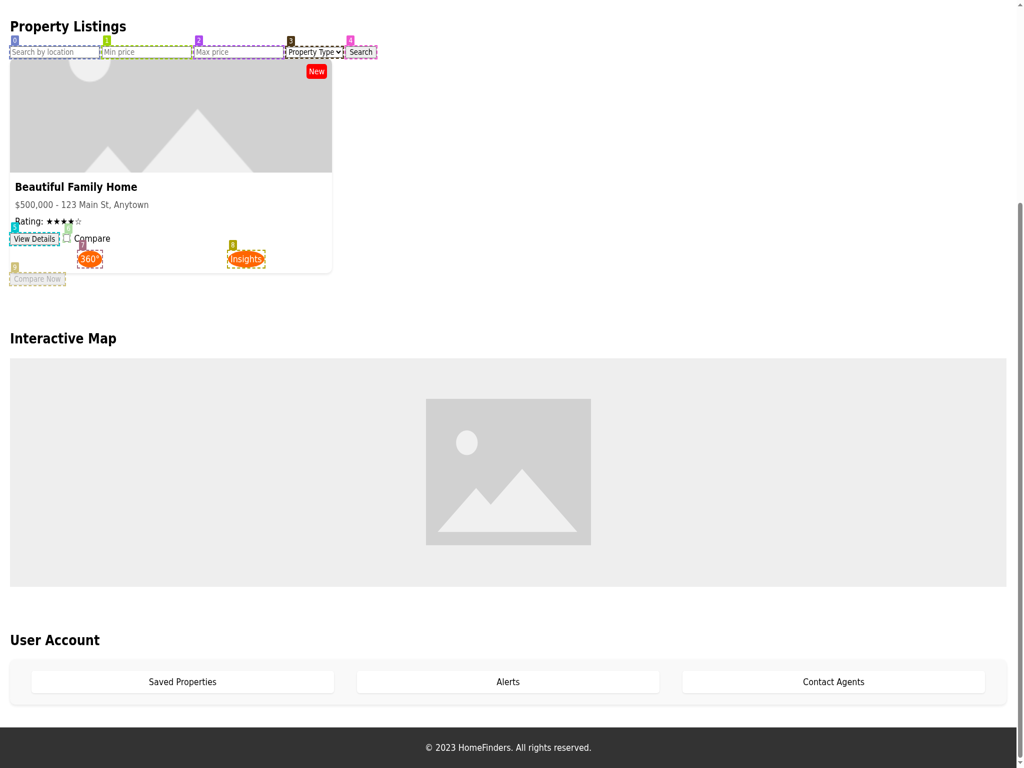 Property Listings
0 1 2 3 4
Search by location Min price Max price Property Type Search
New
Beautiful Family Home
$500,000 - 123 Main St, Anytown
Rating: ★★★★☆
5 6
View Details Compare
7 8
360° Insights
9
Compare Now
Interactive Map
User Account
Saved Properties Alerts Contact Agents
© 2023 HomeFinders. All rights reserved.